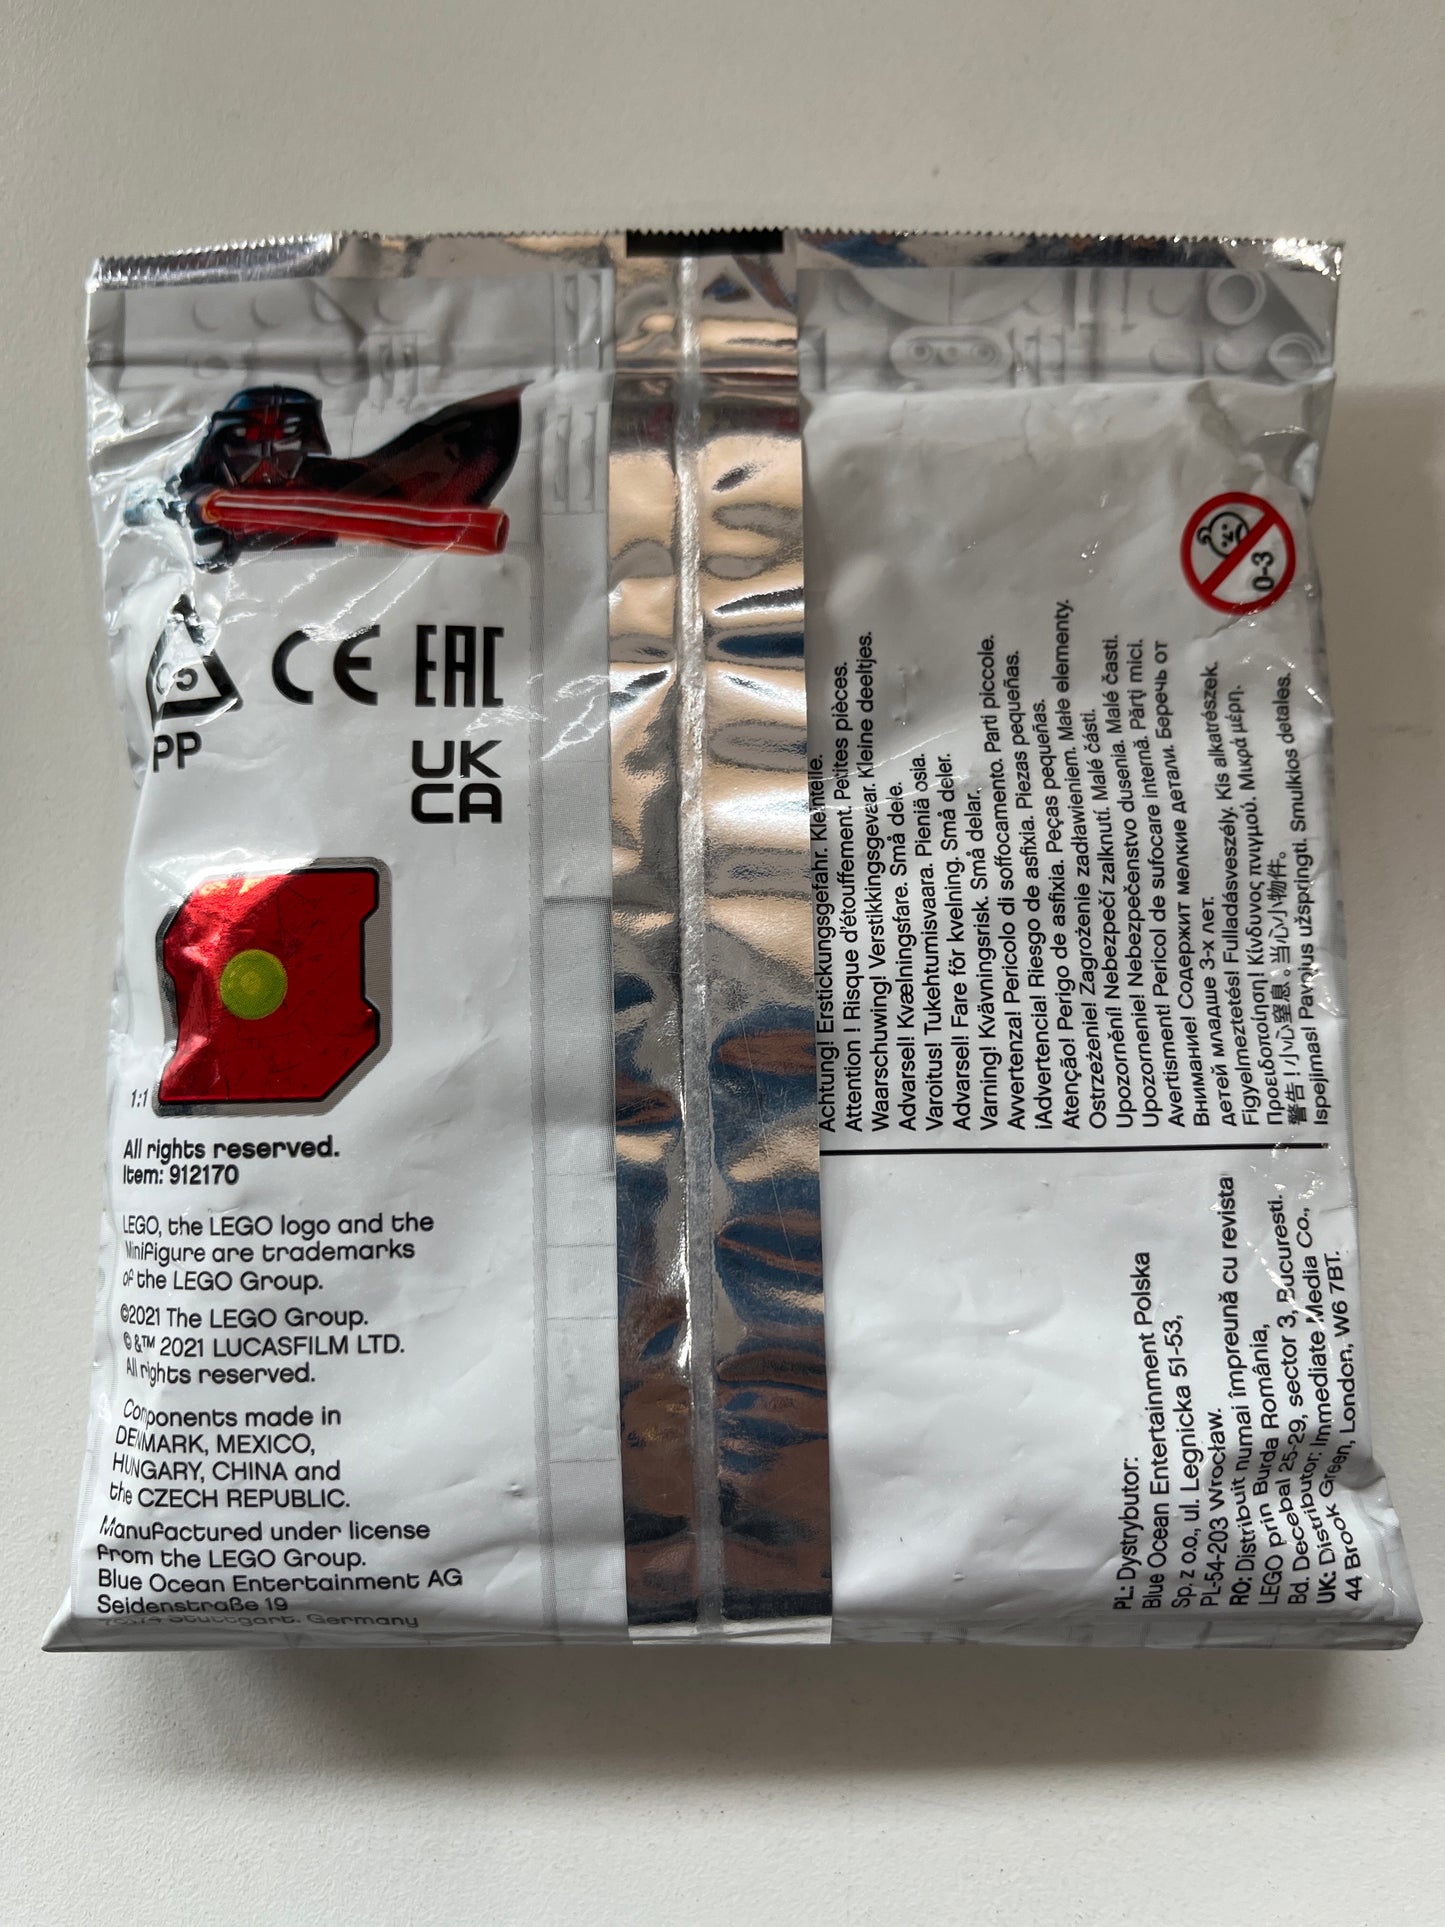 PP
CE
EAC
UK
CA
1:1
All rights reserved.
Item: 912170
LEGO, the LEGO logo and the
Minifigure are trademarks
of the LEGO Group.
©2021 The LEGO Group.
© &™ 2021 LUCASFILM LTD.
All rights reserved.
Components made in
DENMARK, MEXICO,
HUNGARY, CHINA and
the CZECH REPUBLIC.
Manufactured under license
from the LEGO Group.
Blue Ocean Entertainment AG
Seidenstraße 19
Stuttgart, Germany
0-3
Achtung! Erstickungsgefahr. Kleinteile.
Attention ! Risque d'étouffement. Petites pièces.
Waarschuwing! Verstikkingsgevaar. Kleine deeltjes.
Advarsel! Kvælningsfare. Små dele.
Varoitus! Tukehtumisvaara. Pieniä osia.
Advarsel! Fare för kvelning. Små deler.
Varning! Kvävningsrisk. Små delar.
Avvertenza! Pericolo di soffocamento. Parti piccole.
¡Advertencia! Riesgo de asfixia. Piezas pequeñas.
Atenção! Perigo de asfixia. Peças pequeñas.
Ostrzeżenie! Zagrożenie zadławieniem. Małe elementy.
Upozornění! Nebezpečí zalknutí. Malé části.
Upozornenie! Nebezpečenstvo dusenia. Malé časti.
Avertisment! Pericol de sufocare internă. Părți mici.
Внимание! Содержит мелкие детали. Беречь от
детей младше 3-х лет.
Figyelmeztetés! Fulladásveszély. Kis alkatrészek.
Προειδοποίηση! Κίνδυνος πνιγμού. Μικρά μέρη.
警告！小心窒息。当心小物件。
Ispejimas! Pavojus užspringti. Smulkios detales.
PL: Dystrybutor:
Blue Ocean Entertainment Polska
Sp. z o.o., ul. Legnicka 51-53,
PL-54-203 Wrocław.
RO: Distribuit numai împreună cu revista
LEGO prin Burda România,
Bd. Decebal 25-29, sector 3, Bucuresti.
UK: Distributor: Immediate Media Co.,
44 Brook Green, London, W6 7BT.